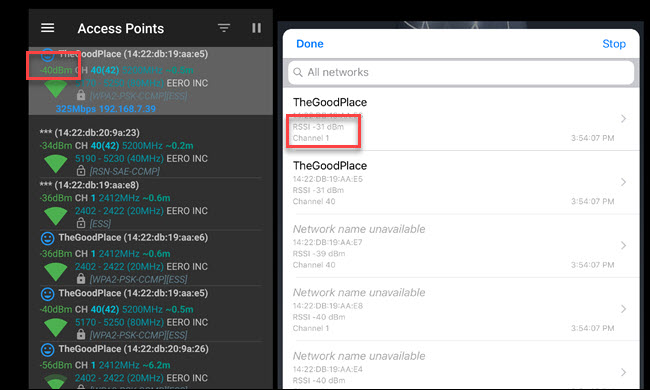 Access Points
TheGoodPlace (14:22:db:19:aa:e5)
-40dBm CH 40(42) 5200MHz ~0.5m
5170 - 5250 (80MHz) EERO INC
[WPA2-PSK-CCMP][ESS]
325Mbps 192.168.7.39
*** (14:22:db:20:9a:23)
-34dBm CH 40(42) 5200MHz ~0.2m
5190 - 5230 (40MHz) EERO INC
[RSN-SAE-CCMP]
*** (14:22:db:19:aa:e8)
-36dBm CH 1 2412MHz ~0.6m
2402 - 2422 (20MHz) EERO INC
[ESS]
TheGoodPlace (14:22:db:19:aa:e6)
-36dBm CH 1 2412MHz ~0.6m
2402 - 2422 (20MHz) EERO INC
[WPA2-PSK-CCMP][ESS]
TheGoodPlace (14:22:db:19:aa:e5)
-40dBm CH 40(42) 5200MHz ~0.5m
5170 - 5250 (80MHz) EERO INC
[WPA2-PSK-CCMP][ESS]
TheGoodPlace (14:22:db:20:9a:26)
-56dBm CH 1 2412MHz ~6.2m
2402 - 2422 (20MHz) EERO INC
Done
Stop
All networks
TheGoodPlace
RSSI -31 dBm
Channel 1
3:54:07 PM
TheGoodPlace
14:22:DB:19:AA:E5
RSSI -31 dBm
Channel 40
3:54:07 PM
Network name unavailable
14:22:DB:19:AA:E7
RSSI -39 dBm
Channel 40
3:54:07 PM
Network name unavailable
14:22:DB:19:AA:E8
RSSI -40 dBm
Channel 1
3:54:07 PM
Network name unavailable
14:22:DB:19:AA:E4
RSSI -40 dBm